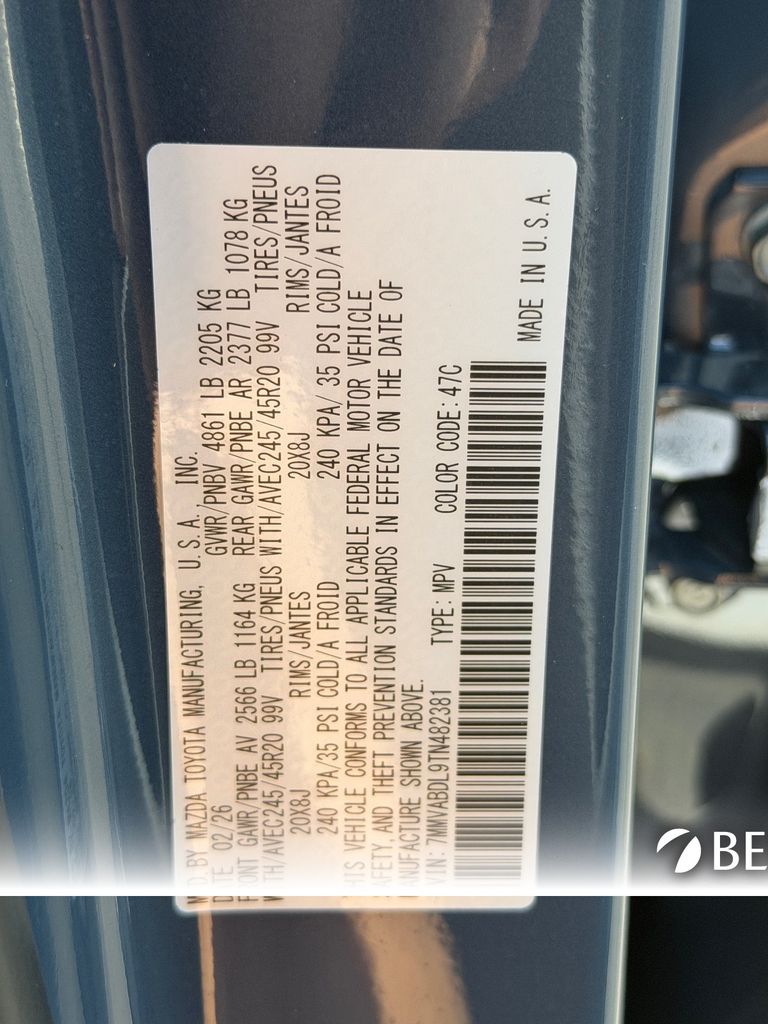 MFD.BY MAZDA TOYOTA MANUFACTURING, U.S.A., INC.
DATE 02/26 GVWR/PNBV 4861 LB 2205 KG
FRONT GAWR/PNBE AV 2566 LB 1164 KG REAR GAWR/PNBE AR 2377 LB 1078 KG
WITH/AVEC245/45R20 99V TIRES/PNEUS WITH/AVEC245/45R20 99V TIRES/PNEUS
20X8J RIMS/JANTES 20X8J RIMS/JANTES
240 KPA/35 PSI COLD/A FROID 240 KPA/ 35 PSI COLD/A FROID
THIS VEHICLE CONFORMS TO ALL APPLICABLE FEDERAL MOTOR VEHICLE
SAFETY AND THEFT PREVENTION STANDARDS IN EFFECT ON THE DATE OF
MANUFACTURE SHOWN ABOVE.
VIN: 7MMVABDL9TN482381 TYPE: MPV COLOR CODE: 47C
MADE IN U.S.A.
BE